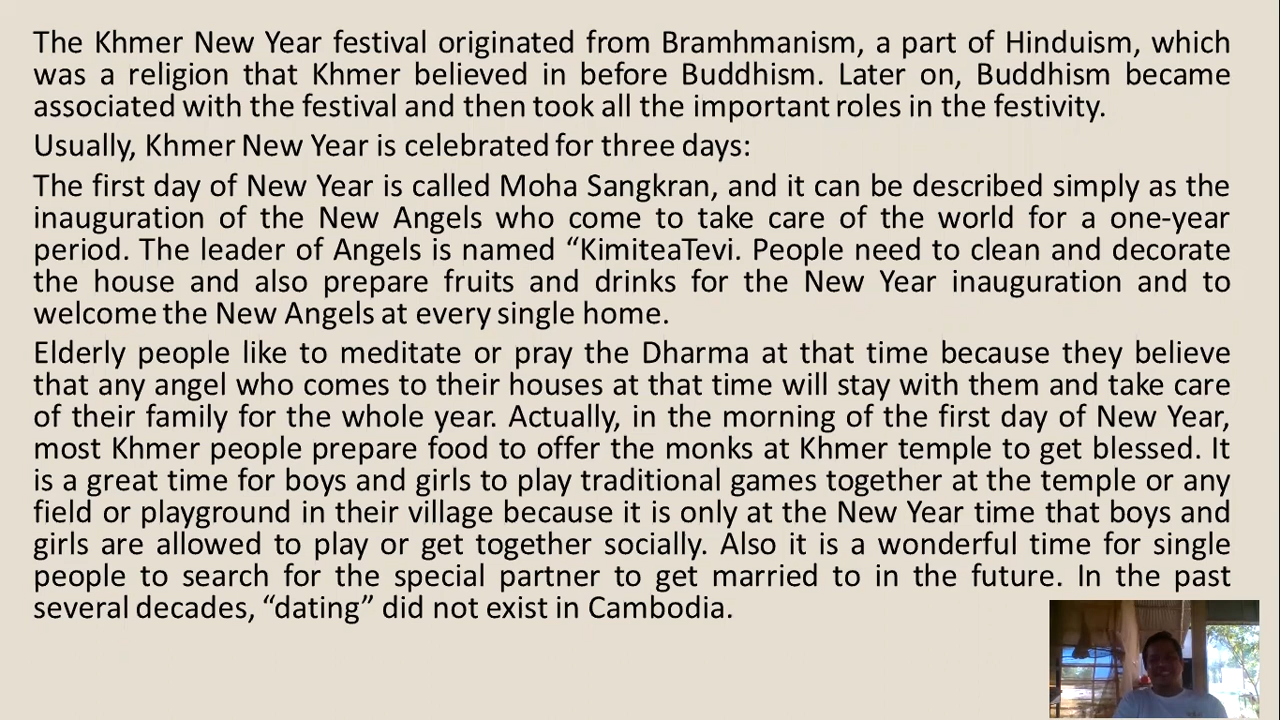 The Khmer New Year festival originated from Bramhmanism, a part of Hinduism, which
was a religion that Khmer believed in before Buddhism. Later on, Buddhism became
associated with the festival and then took all the important roles in the festivity.
Usually, Khmer New Year is celebrated for three days:
The first day of New Year is called Moha Sangkran, and it can be described simply as the
inauguration of the New Angels who come to take care of the world for a one-year
period. The leader of Angels is named “KimiteaTevi. People need to clean and decorate
the house and also prepare fruits and drinks for the New Year inauguration and to
welcome the New Angels at every single home.
Elderly people like to meditate or pray the Dharma at that time because they believe
that any angel who comes to their houses at that time will stay with them and take care
of their family for the whole year. Actually, in the morning of the first day of New Year,
most Khmer people prepare food to offer the monks at Khmer temple to get blessed. It
is a great time for boys and girls to play traditional games together at the temple or any
field or playground in their village because it is only at the New Year time that boys and
girls are allowed to play or get together socially. Also it is a wonderful time for single
people to search for the special partner to get married to in the future. In the past
several decades, “dating” did not exist in Cambodia.